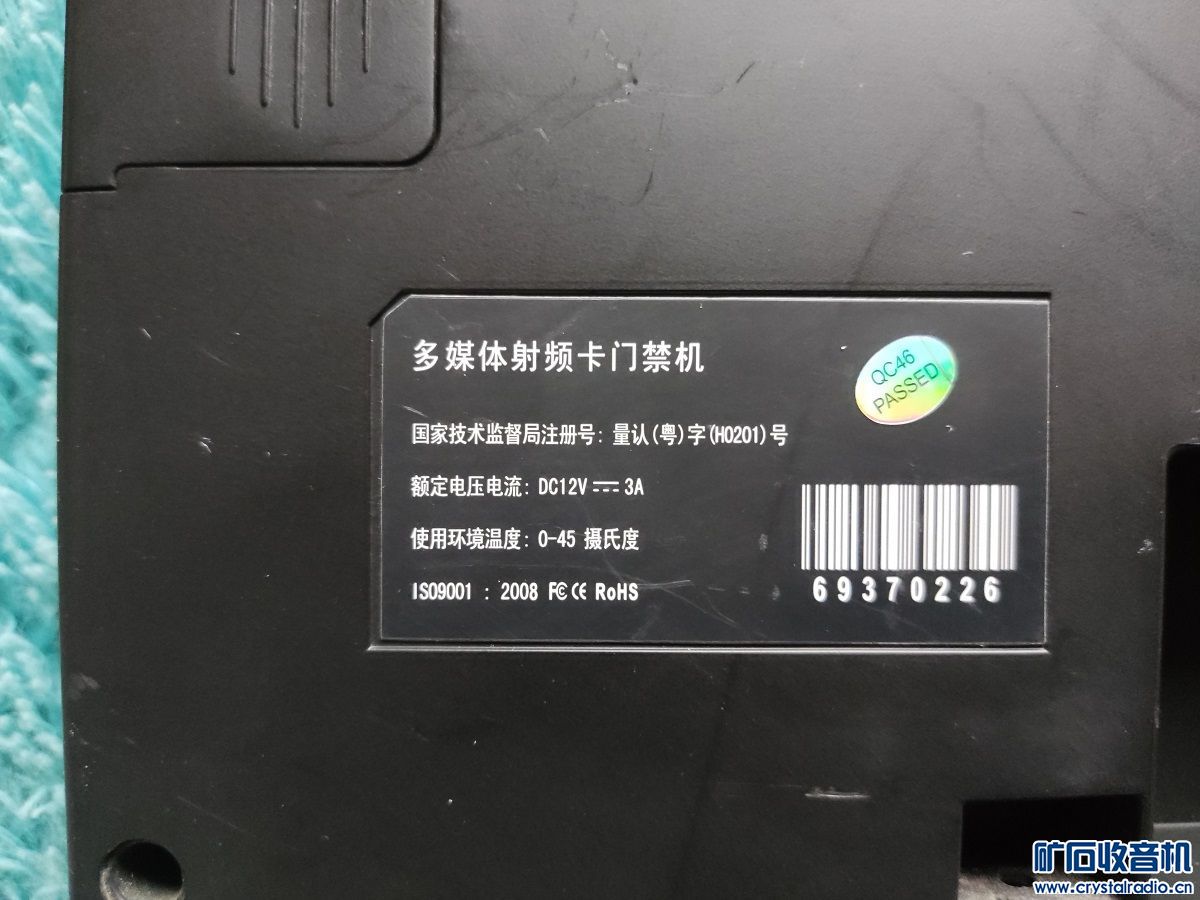 多媒体射频卡门禁机
QC46
PASSED
国家技术监督局注册号: 量认(粤)字(H0201)号
额定电压电流: DC12V⎓3A
使用环境温度: 0-45 摄氏度
ISO9001 : 2008 FC CE RoHS
69370226
矿石收音机
www.crystalradio.cn